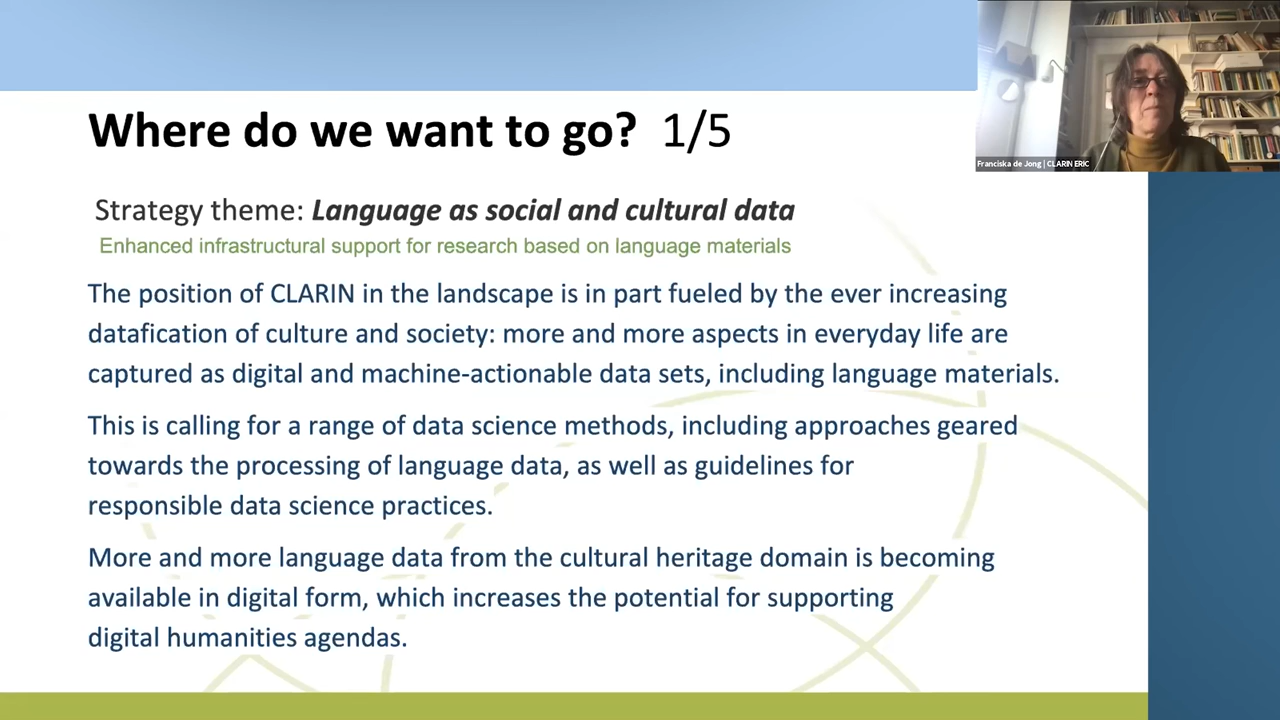 Where do we want to go? 1/5
Franciska de Jong | CLARIN ERIC
Strategy theme: Language as social and cultural data
Enhanced infrastructural support for research based on language materials
The position of CLARIN in the landscape is in part fueled by the ever increasing
datafication of culture and society: more and more aspects in everyday life are
captured as digital and machine-actionable data sets, including language materials.
This is calling for a range of data science methods, including approaches geared
towards the processing of language data, as well as guidelines for
responsible data science practices.
More and more language data from the cultural heritage domain is becoming
available in digital form, which increases the potential for supporting
digital humanities agendas.